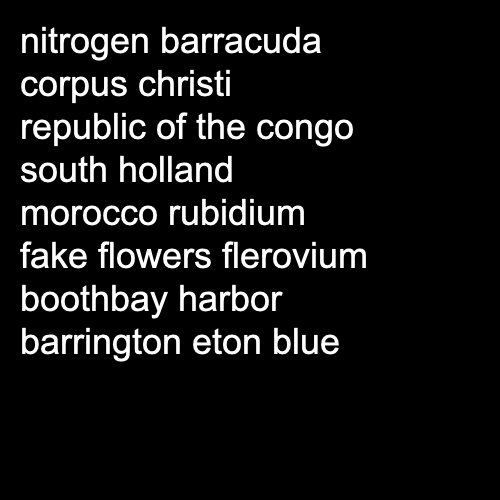 nitrogen barracuda
corpus christi
republic of the congo
south holland
morocco rubidium
fake flowers flerovium
boothbay harbor
barrington eton blue